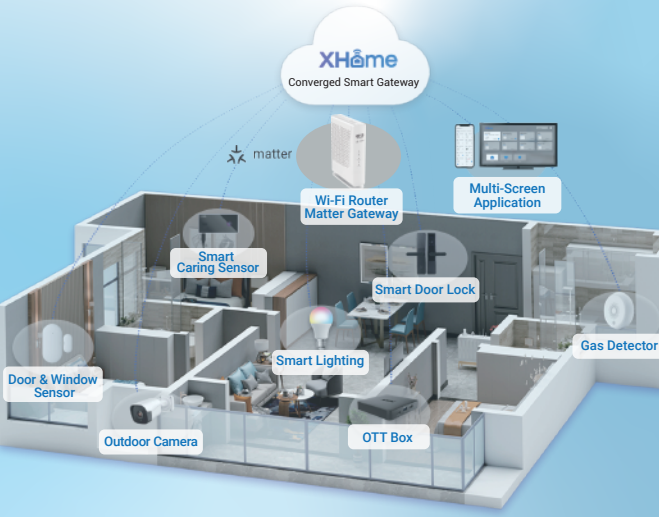 XHome
Converged Smart Gateway
matter
Wi-Fi Router
Matter Gateway
Multi-Screen
Application
Smart
Caring Sensor
Smart Door Lock
Smart Lighting
Gas Detector
Door & Window
Sensor
Outdoor Camera
OTT Box